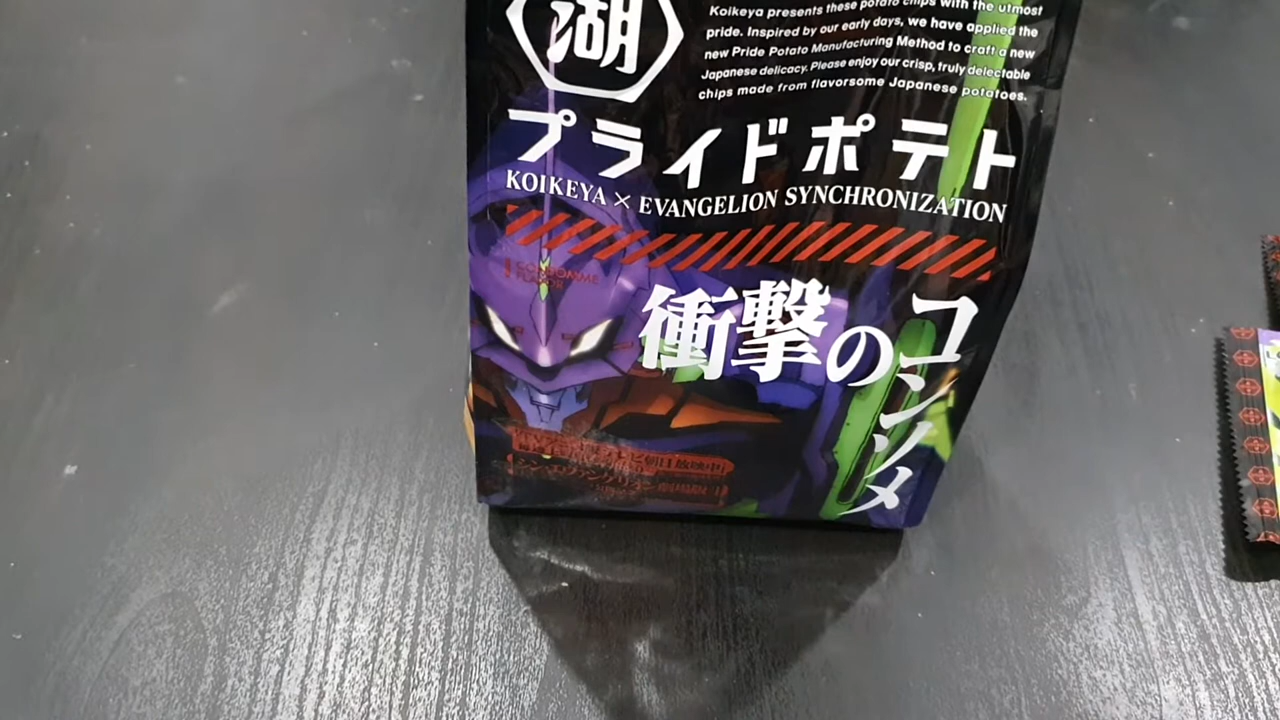 湖
Koikeya presents these potato chips with the utmost
pride. Inspired by our early days, we have applied the
new Pride Potato Manufacturing Method to craft a new
Japanese delicacy. Please enjoy our crisp, truly delectable
chips made from flavorsome Japanese potatoes.
プライドポテト
KOIKEYA × EVANGELION SYNCHRONIZATION
CONSOMME
FLAVOR
衝撃の
コンソメ